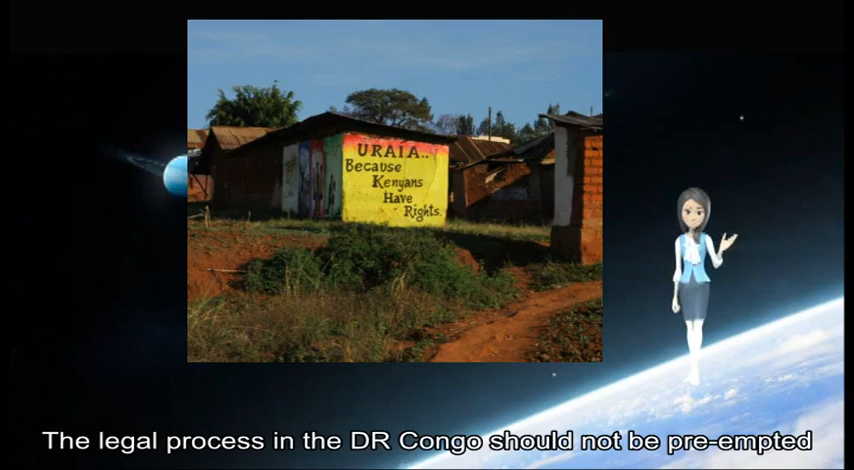 URAIA..
Because
Kenyans
Have
Rights.
The legal process in the DR Congo should not be pre-empted